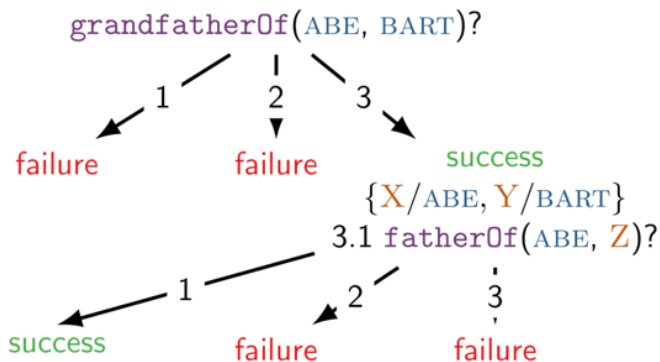 grandfatherOf(ABE, BART)?
1 2 3
failure failure success
{X/ABE, Y/BART}
3.1 fatherOf(ABE, Z)?
1 2 3
success failure failure